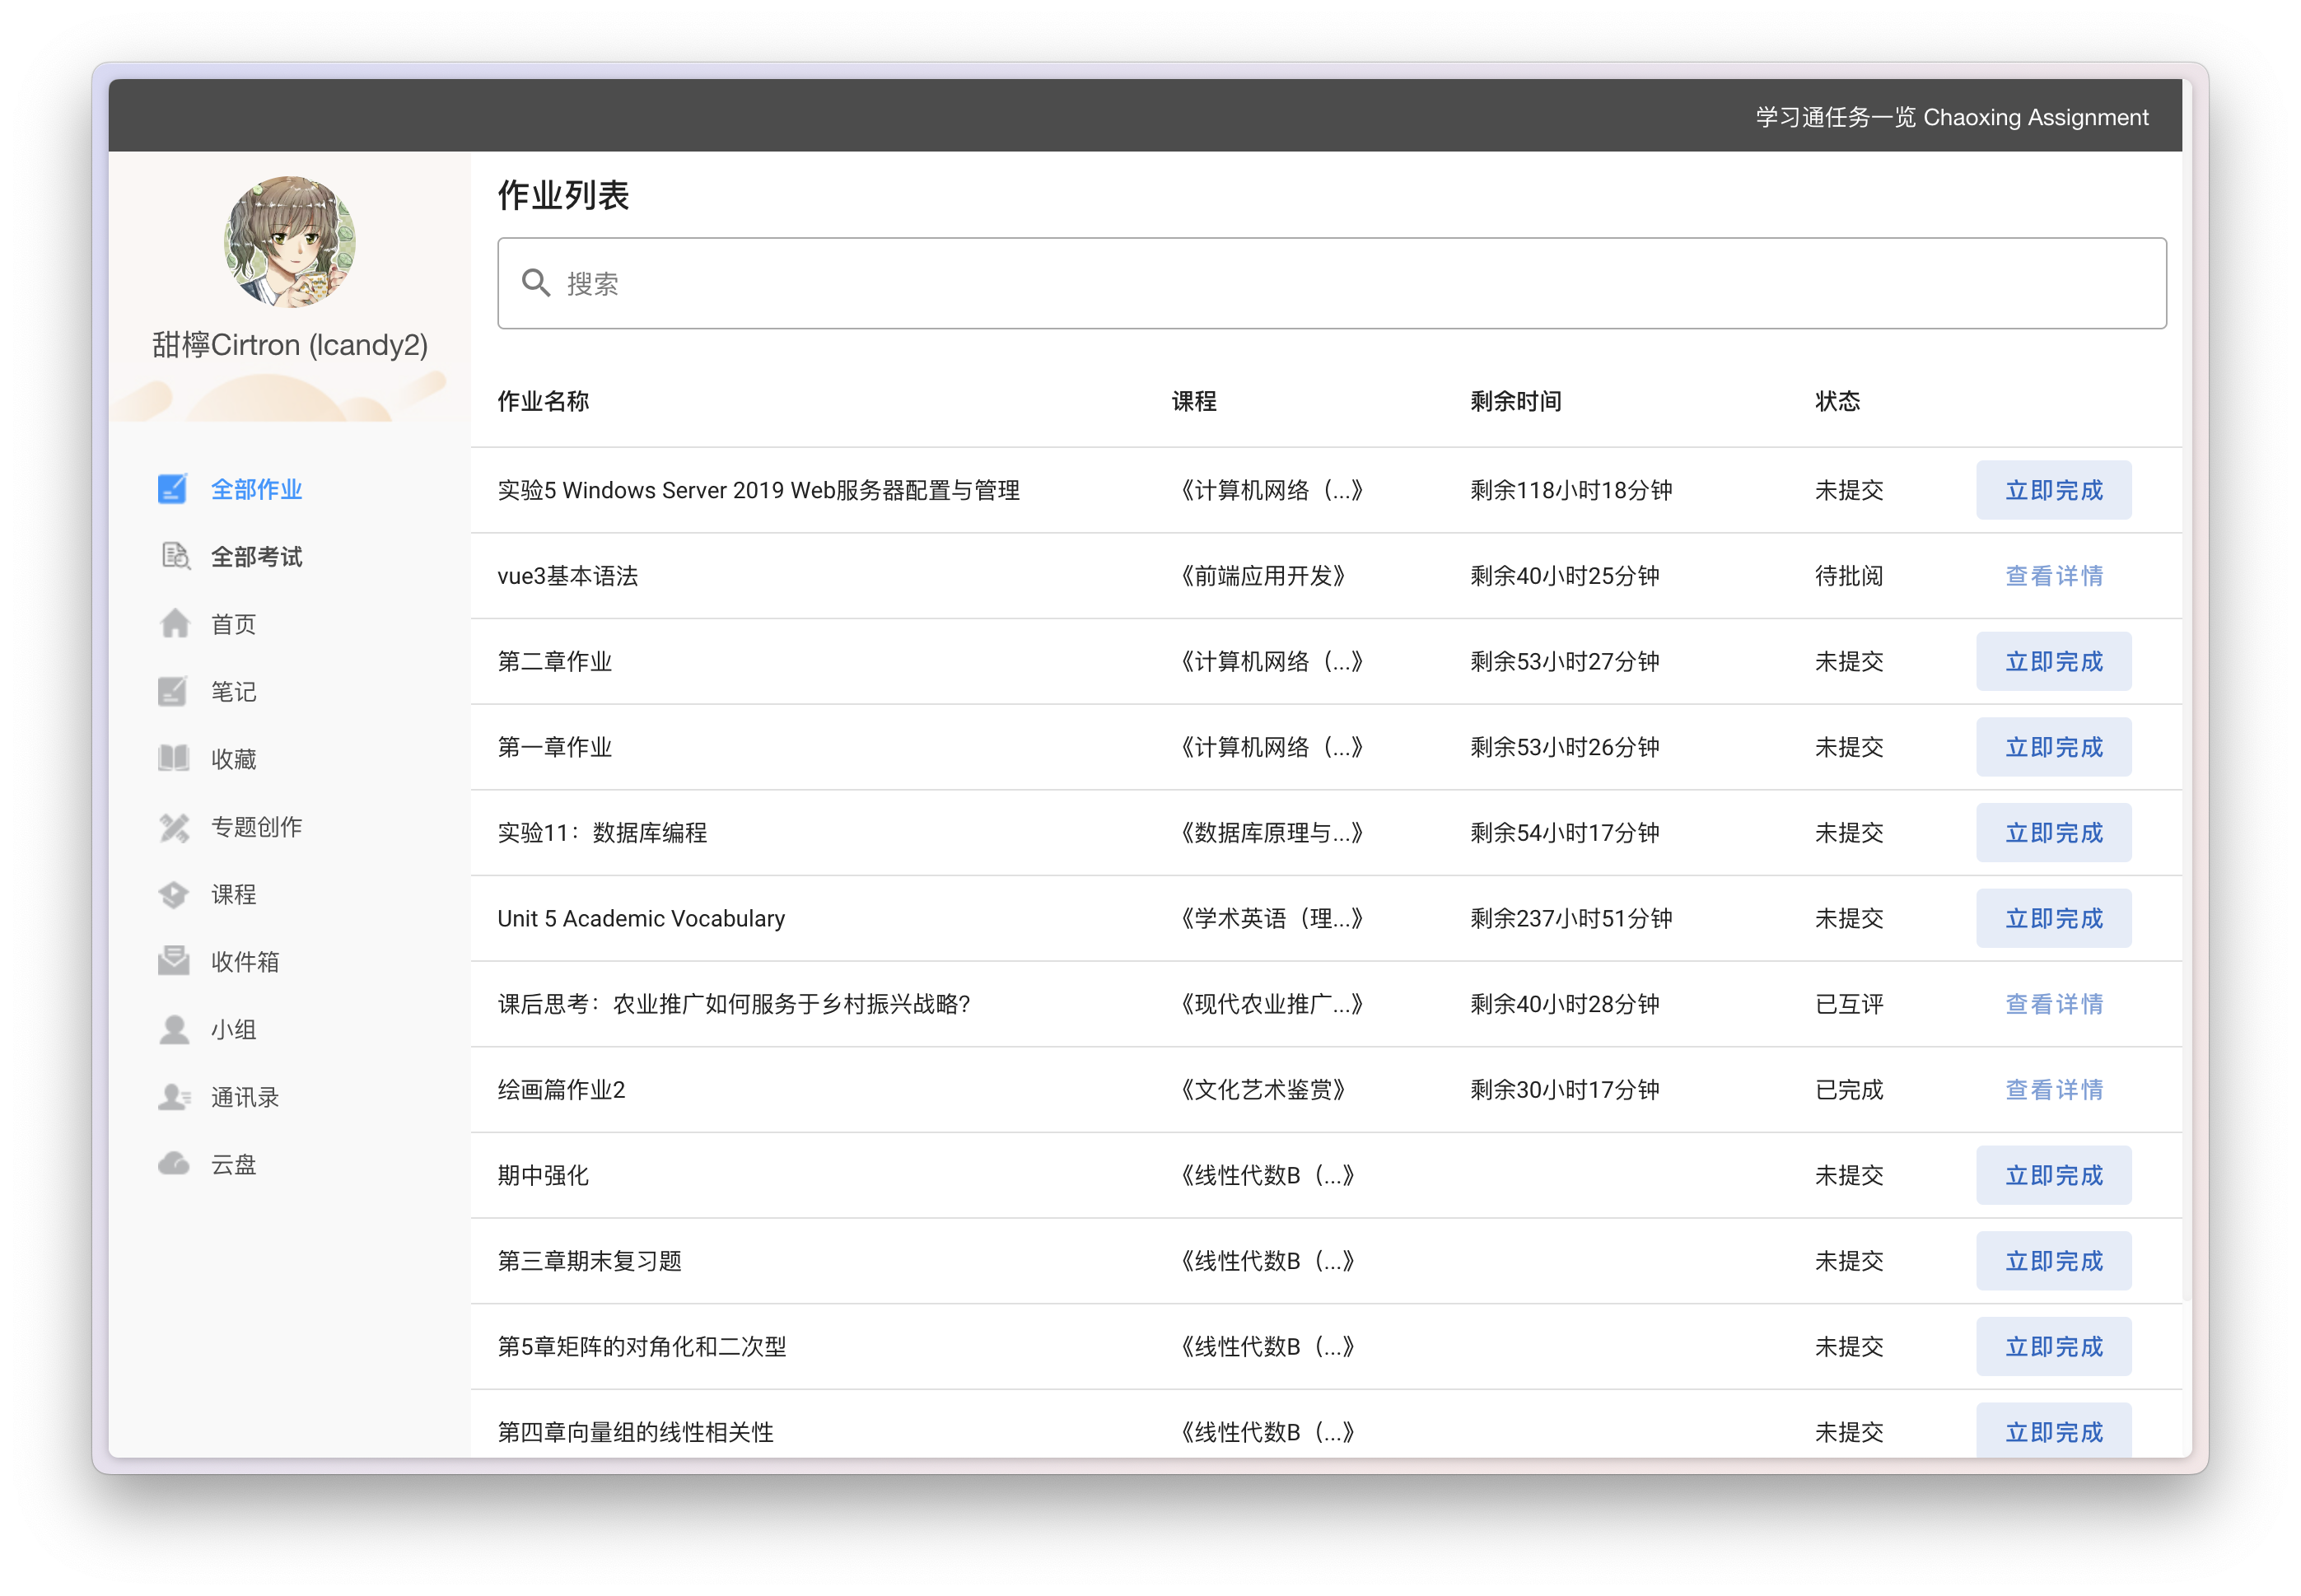 学习通任务一览 Chaoxing Assignment
甜檸Cirtron (lcandy2)
全部作业
全部考试
首页
笔记
收藏
专题创作
课程
收件箱
小组
通讯录
云盘
作业列表
搜索
作业名称 课程 剩余时间 状态
实验5 Windows Server 2019 Web服务器配置与管理 《计算机网络（...》 剩余118小时18分钟 未提交 立即完成
vue3基本语法 《前端应用开发》 剩余40小时25分钟 待批阅 查看详情
第二章作业 《计算机网络（...》 剩余53小时27分钟 未提交 立即完成
第一章作业 《计算机网络（...》 剩余53小时26分钟 未提交 立即完成
实验11：数据库编程 《数据库原理与...》 剩余54小时17分钟 未提交 立即完成
Unit 5 Academic Vocabulary 《学术英语（理...》 剩余237小时51分钟 未提交 立即完成
课后思考：农业推广如何服务于乡村振兴战略？ 《现代农业推广...》 剩余40小时28分钟 已互评 查看详情
绘画篇作业2 《文化艺术鉴赏》 剩余30小时17分钟 已完成 查看详情
期中强化 《线性代数B（...》 未提交 立即完成
第三章期末复习题 《线性代数B（...》 未提交 立即完成
第5章矩阵的对角化和二次型 《线性代数B（...》 未提交 立即完成
第四章向量组的线性相关性 《线性代数B（...》 未提交 立即完成